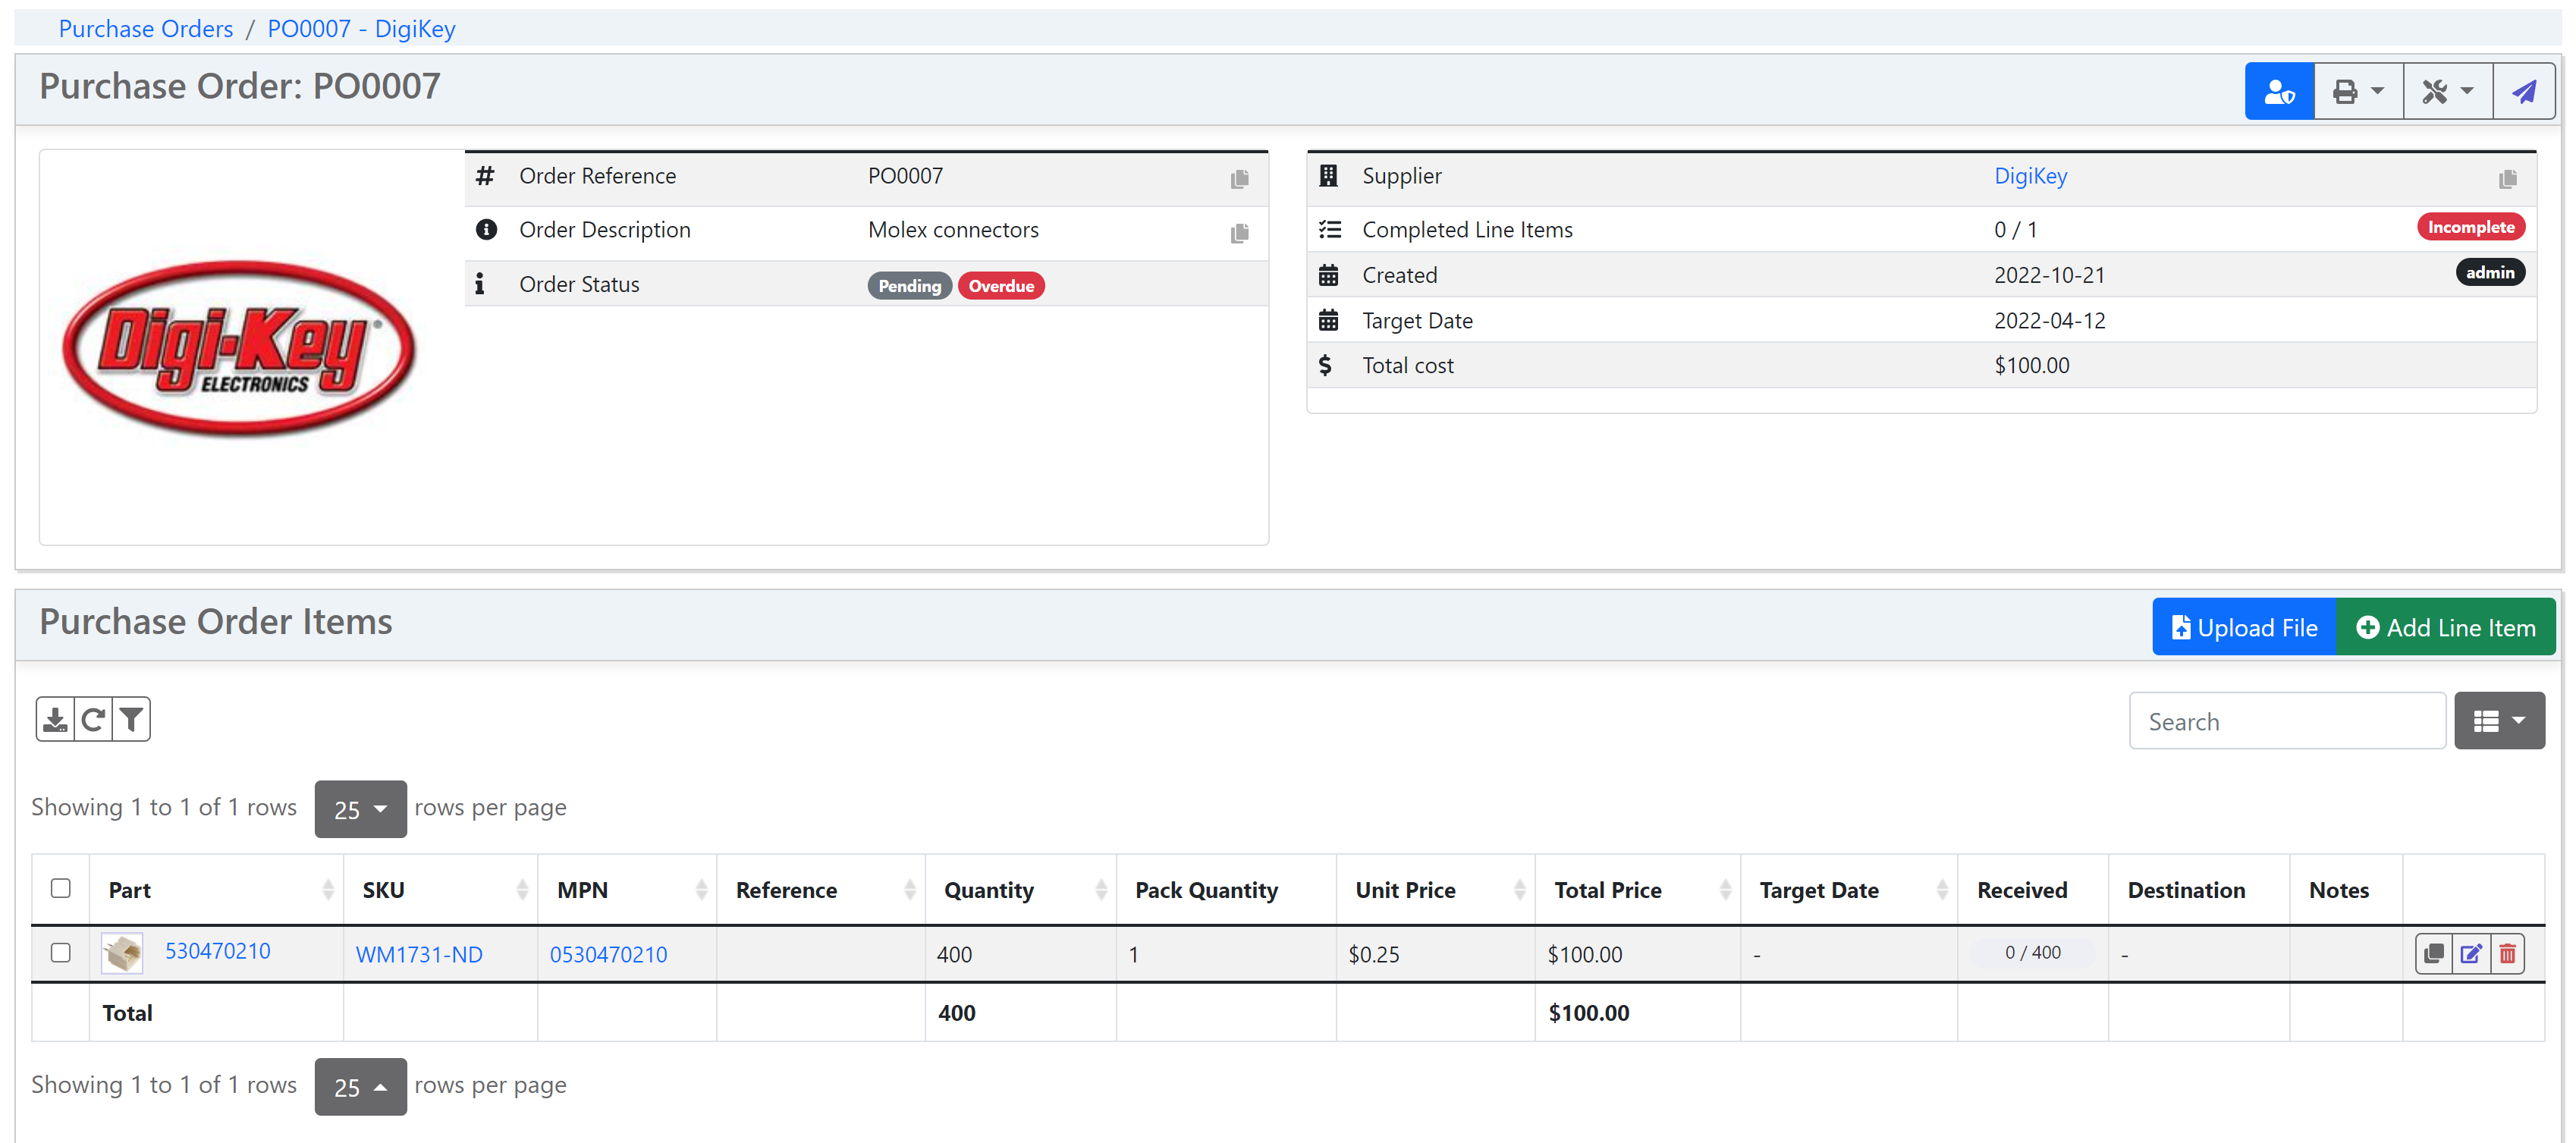 Purchase Orders / PO0007 - DigiKey
Purchase Order: PO0007
Digi-Key
ELECTRONICS
Order Reference PO0007
Order Description Molex connectors
Order Status Pending Overdue
Supplier DigiKey
Completed Line Items 0 / 1 Incomplete
Created 2022-10-21 admin
Target Date 2022-04-12
Total cost $100.00
Purchase Order Items
Upload File Add Line Item
Search
Showing 1 to 1 of 1 rows 25 rows per page
Part SKU MPN Reference Quantity Pack Quantity Unit Price Total Price Target Date Received Destination Notes
530470210 WM1731-ND 0530470210 400 1 $0.25 $100.00 - 0 / 400 -
Total 400 $100.00
Showing 1 to 1 of 1 rows 25 rows per page